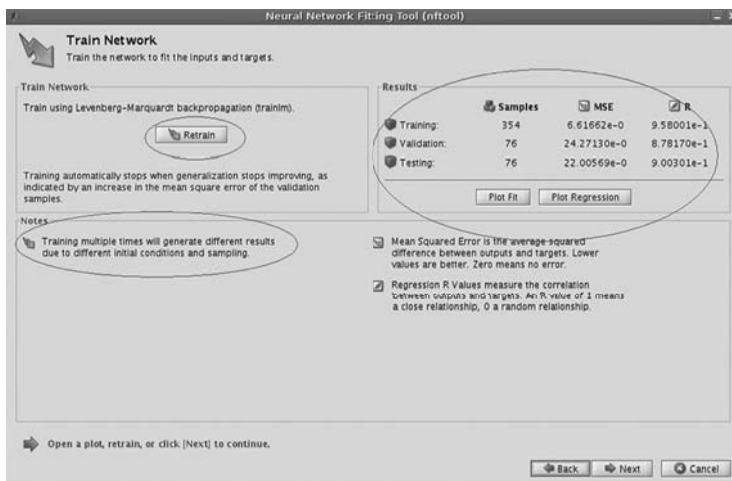 Neural Network Fitting Tool (nftool)
Train Network
Train the network to fit the inputs and targets.
Train Network
Train using Levenberg-Marquardt backpropagation (trainlm).
Retrain
Training automatically stops when generalization stops improving, as
indicated by an increase in the mean square error of the validation
samples.
Results
Samples MSE R
Training: 354 6.61662e-0 9.58001e-1
Validation: 76 24.27130e-0 8.78170e-1
Testing: 76 22.00569e-0 9.00301e-1
Plot Fit Plot Regression
Notes
Training multiple times will generate different results
due to different initial conditions and sampling.
Mean Squared Error is the average squared
difference between outputs and targets. Lower
values are better. Zero means no error.
Regression R Values measure the correlation
between outputs and targets. An R value of 1 means
a close relationship, 0 a random relationship.
Open a plot, retrain, or click [Next] to continue.
Back Next Cancel